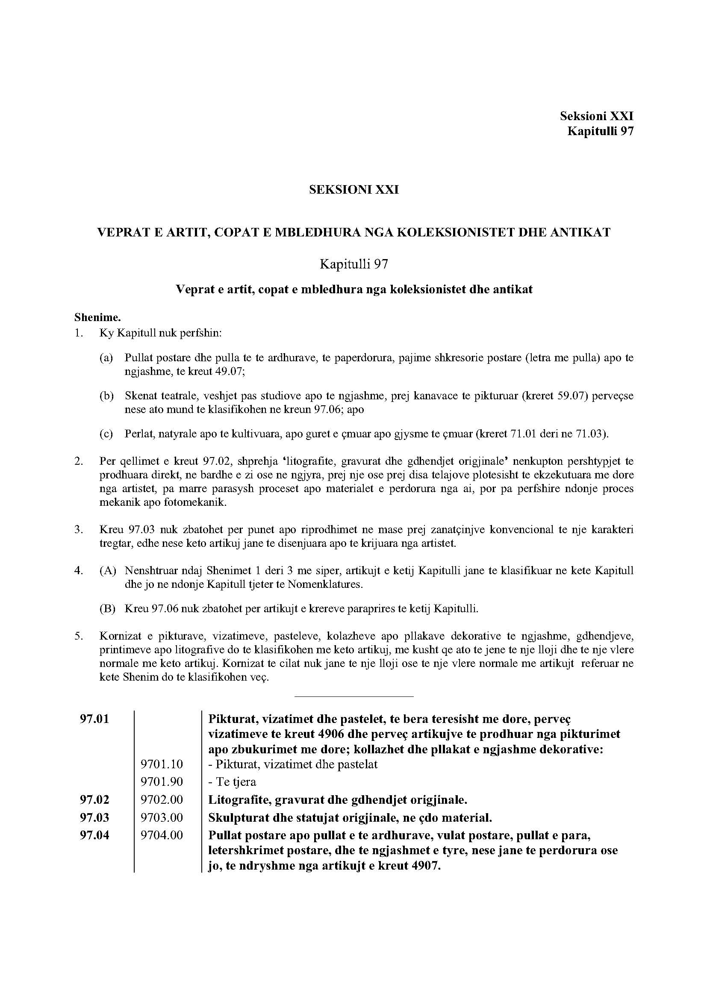 Seksioni XXI
Kapitulli 97
SEKSIONI XXI
VEPRAT E ARTIT, COPAT E MBLEDHURA NGA KOLEKSIONISTET DHE ANTIKAT
Kapitulli 97
Veprat e artit, copat e mbledhura nga koleksionistet dhe antikat
Shenime.
1. Ky Kapitull nuk perfshin:
(a) Pullat postare dhe pulla te te ardhurave, te paperdorura, pajime shkresorie postare (letra me pulla) apo te
ngjashme, te kreut 49.07;
(b) Skenat teatrale, veshjet pas studiove apo te ngjashme, prej kanavace te pikturuar (kreret 59.07) perveçse
nese ato mund te klasifikohen ne kreun 97.06; apo
(c) Perlat, natyrale apo te kultivuara, apo guret e çmuar apo gjysme te çmuar (kreret 71.01 deri ne 71.03).
2. Per qellimet e kreut 97.02, shprehja ‘litografite, gravurat dhe gdhendjet origjinale’ nenkupton pershtypjet te
prodhuara direkt, ne bardhe e zi ose ne ngjyra, prej nje ose prej disa telajove plotesisht te ekzekutuara me dore
nga artistet, pa marre parasysh proceset apo materialet e perdorura nga ai, por pa perfshire ndonje proces
mekanik apo fotomekanik.
3. Kreu 97.03 nuk zbatohet per punet apo riprodhimet ne mase prej zanatçinjve konvencional te nje karakteri
tregtar, edhe nese keto artikuj jane te disenjuara apo te krijuara nga artistet.
4. (A) Nenshtruar ndaj Shenimet 1 deri 3 me siper, artikujt e ketij Kapitulli jane te klasifikuar ne kete Kapitull
dhe jo ne ndonje Kapitull tjeter te Nomenklatures.
(B) Kreu 97.06 nuk zbatohet per artikujt e krereve paraprires te ketij Kapitulli.
5. Kornizat e pikturave, vizatimeve, pasteleve, kolazheve apo pllakave dekorative te ngjashme, gdhendjeve,
printimeve apo litografive do te klasifikohen me keto artikuj, me kusht qe ato te jene te nje lloji dhe te nje vlere
normale me keto artikuj. Kornizat te cilat nuk jane te nje lloji ose te nje vlere normale me artikujt referuar ne
kete Shenim do te klasifikohen veç.
97.01 Pikturat, vizatimet dhe pastelet, te bera teresisht me dore, perveç
vizatimeve te kreut 4906 dhe perveç artikujve te prodhuar nga pikturimet
apo zbukurimet me dore; kollazhet dhe pllakat e ngjashme dekorative:
9701.10 - Pikturat, vizatimet dhe pastelat
9701.90 - Te tjera
97.02 9702.00 Litografite, gravurat dhe gdhendjet origjinale.
97.03 9703.00 Skulpturat dhe statujat origjinale, ne çdo material.
97.04 9704.00 Pullat postare apo pullat e te ardhurave, vulat postare, pullat e para,
letershkrimet postare, dhe te ngjashmet e tyre, nese jane te perdorura ose
jo, te ndryshme nga artikujt e kreut 4907.